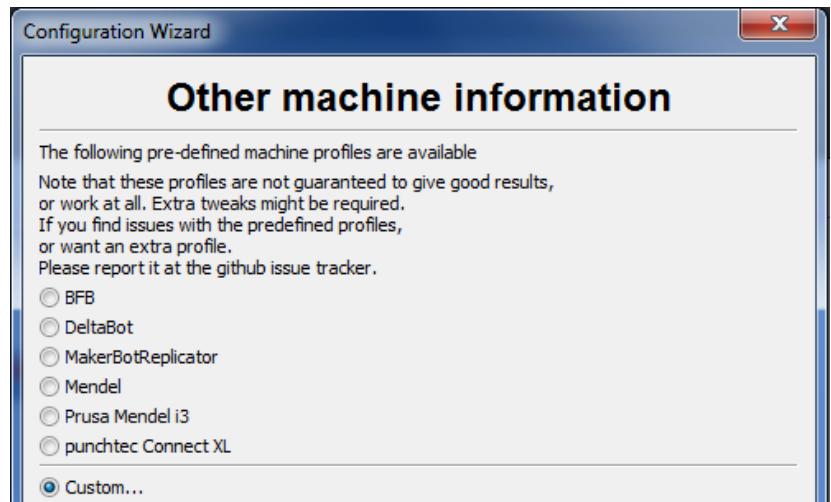 Configuration Wizard
X
Other machine information
The following pre-defined machine profiles are available
Note that these profiles are not guaranteed to give good results,
or work at all. Extra tweaks might be required.
If you find issues with the predefined profiles,
or want an extra profile.
Please report it at the github issue tracker.
BFB
DeltaBot
MakerBotReplicator
Mendel
Prusa Mendel i3
punchtec Connect XL
Custom...